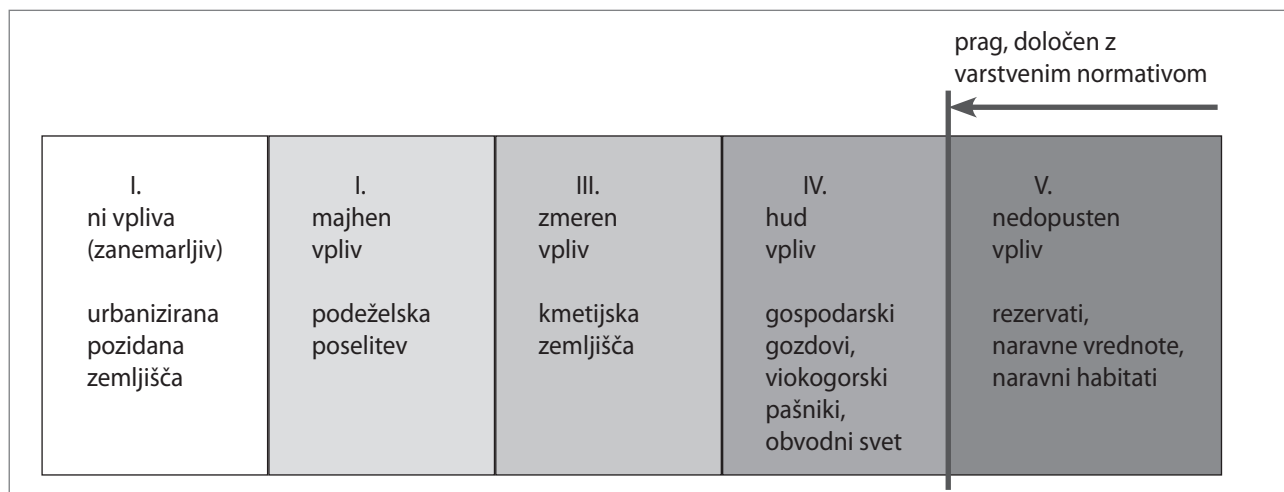 prag, določen z
varstvenim normativom
I.
ni vpliva
(zanemarljiv)
urbanizirana
pozidana
zemljišča
I.
majhen
vpliv
podeželska
poselitev
III.
zmeren
vpliv
kmetijska
zemljišča
IV.
hud
vpliv
gospodarski
gozdovi,
viokogorski
pašniki,
obvodni svet
V.
nedopusten
vpliv
rezervati,
naravne vrednote,
naravni habitati